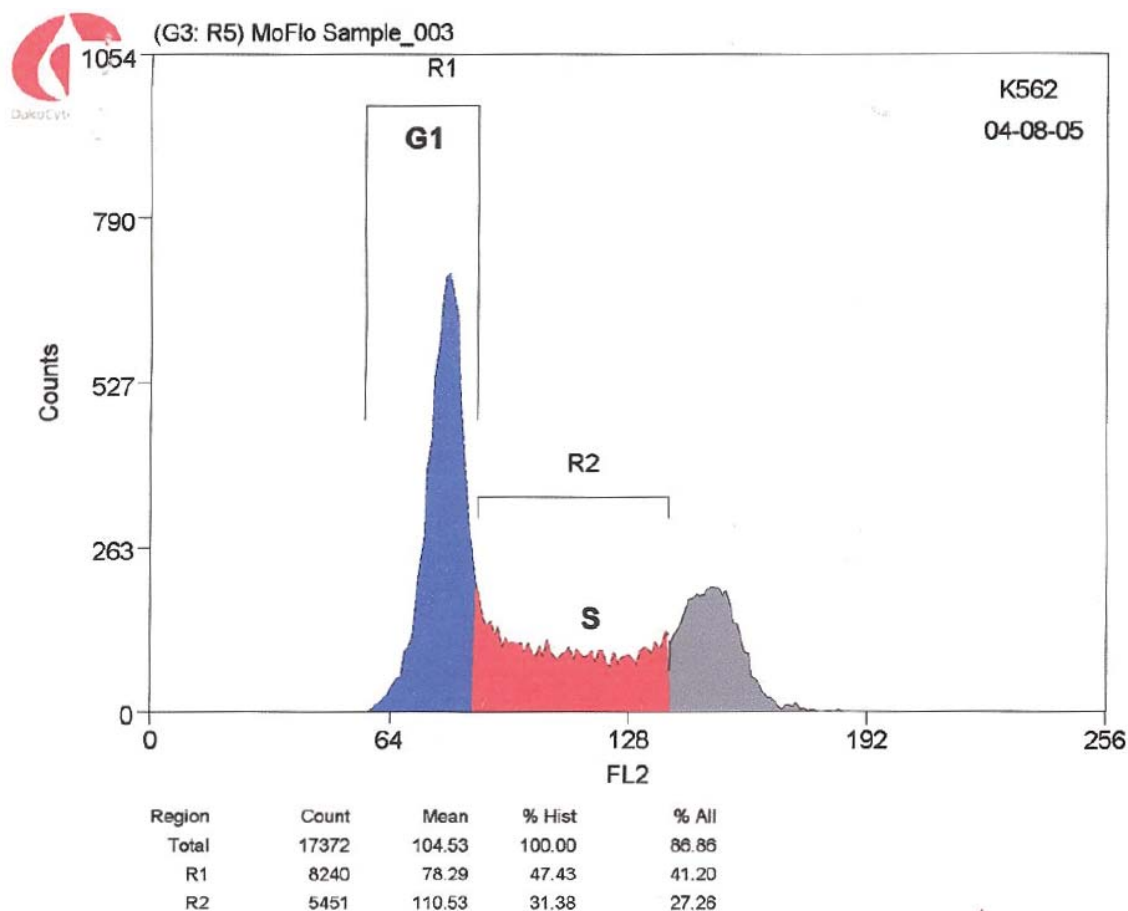 (G3: R5) MoFlo Sample_003
1054
R1
K562
04-08-05
G1
790
Counts
527
R2
263
S
0
0 64 128 192 256
FL2
Region Count Mean % Hist % All
Total 17372 104.53 100.00 86.86
R1 8240 78.29 47.43 41.20
R2 5451 110.53 31.38 27.26